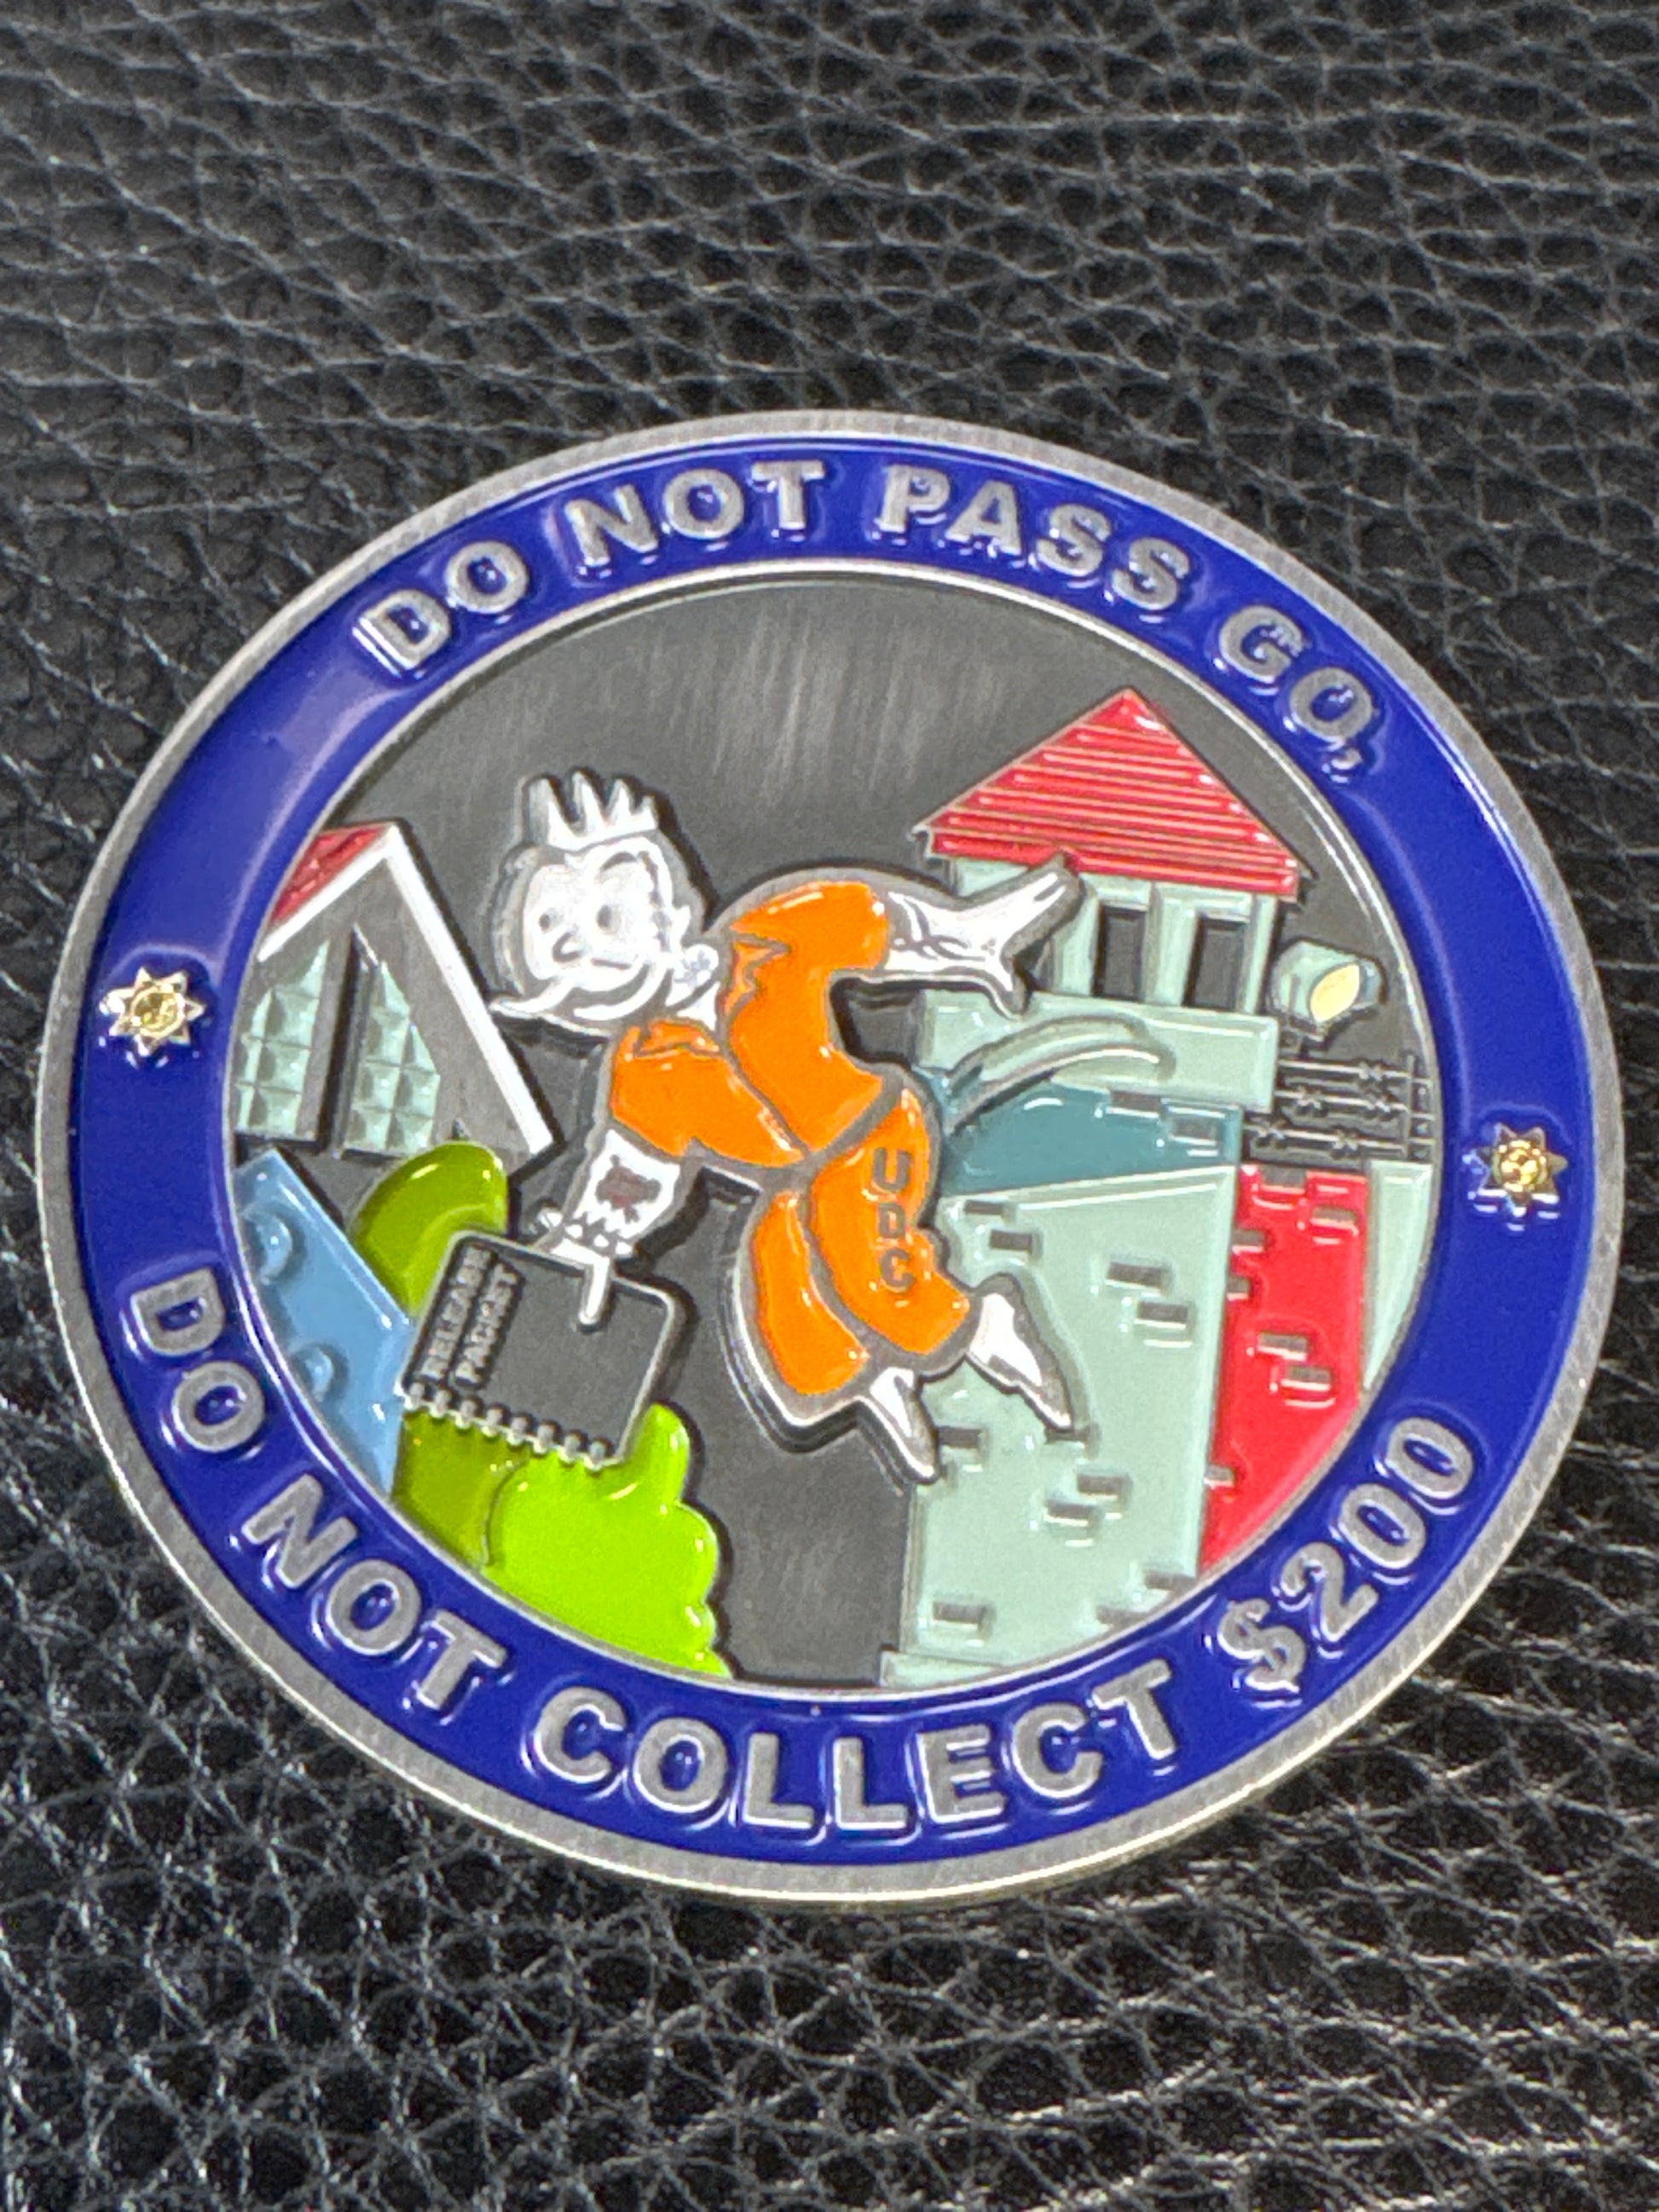 DO NOT PASS GO,
UDC
RELEASE
PACKET
DO NOT COLLECT $200